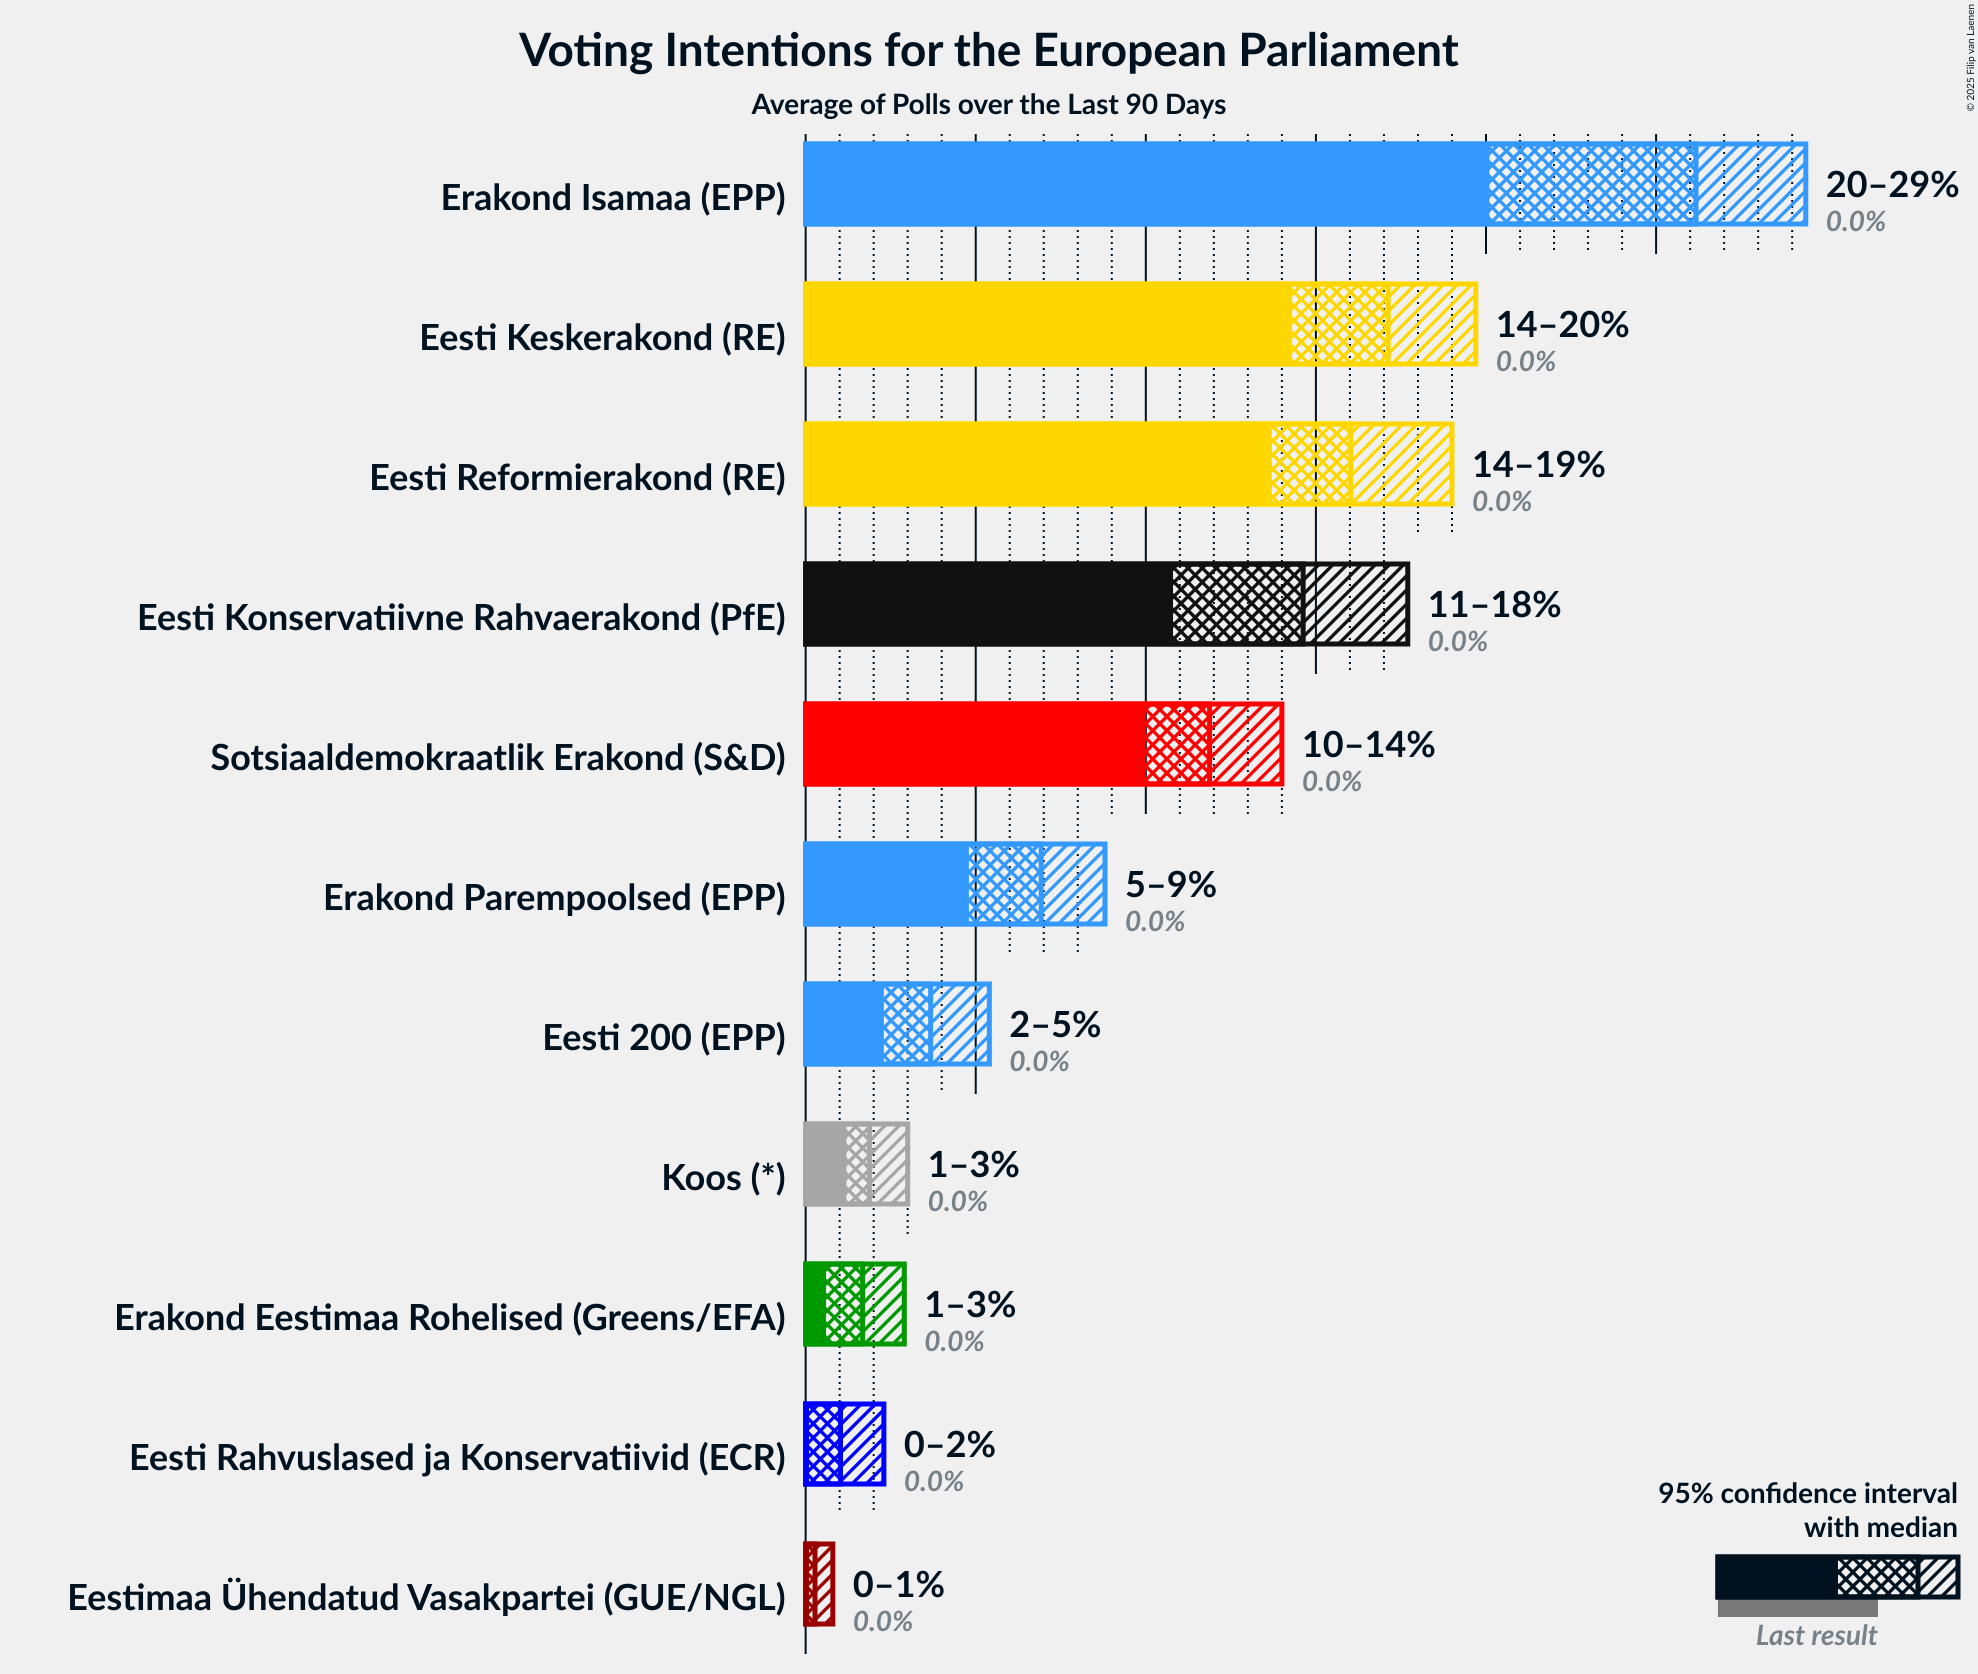 © 2025 Filip van Laenen
Voting Intentions for the European Parliament
Average of Polls over the Last 90 Days
Erakond Isamaa (EPP)
20–29%
0.0%
Eesti Keskerakond (RE)
14–20%
0.0%
Eesti Reformierakond (RE)
14–19%
0.0%
Eesti Konservatiivne Rahvaerakond (PfE)
11–18%
0.0%
Sotsiaaldemokraatlik Erakond (S&D)
10–14%
0.0%
Erakond Parempoolsed (EPP)
5–9%
0.0%
Eesti 200 (EPP)
2–5%
0.0%
Koos (*)
1–3%
0.0%
Erakond Eestimaa Rohelised (Greens/EFA)
1–3%
0.0%
Eesti Rahvuslased ja Konservatiivid (ECR)
0–2%
0.0%
Eestimaa Ühendatud Vasakpartei (GUE/NGL)
0–1%
0.0%
95% confidence interval
with median
Last result